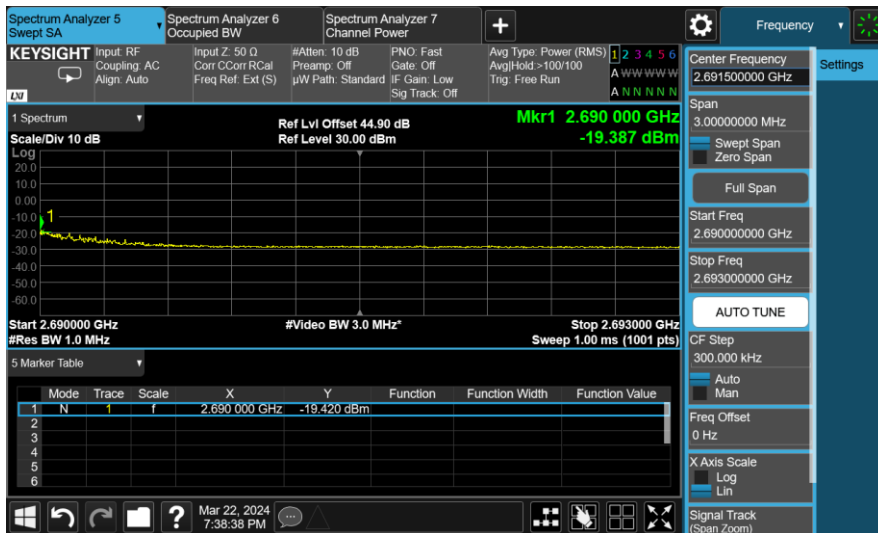 Spectrum Analyzer 5
Swept SA
Spectrum Analyzer 6
Occupied BW
Spectrum Analyzer 7
Channel Power
Frequency
KEYSIGHT
LXI
Input: RF
Coupling: AC
Align: Auto
Input Z: 50 Ω
Corr CCorr RCal
Freq Ref: Ext (S)
#Atten: 10 dB
Preamp: Off
µW Path: Standard
PNO: Fast
Gate: Off
IF Gain: Low
Sig Track: Off
Avg Type: Power (RMS)
Avg|Hold:>100/100
Trig: Free Run
1 2 3 4 5 6
A W W W W W
A N N N N N
1 Spectrum
Scale/Div 10 dB
Ref Lvl Offset 44.90 dB
Ref Level 30.00 dBm
Mkr1 2.690 000 GHz
-19.387 dBm
Log
20.0
10.0
0.00
-10.0
-20.0
-30.0
-40.0
-50.0
-60.0
1
Start 2.690000 GHz
#Res BW 1.0 MHz
#Video BW 3.0 MHz*
Stop 2.693000 GHz
Sweep 1.00 ms (1001 pts)
5 Marker Table
Mode Trace Scale X Y Function Function Width Function Value
1 N 1 f 2.690 000 GHz -19.420 dBm
2
3
4
5
6
?
Mar 22, 2024
7:38:38 PM
Center Frequency
2.691500000 GHz
Settings
Span
3.00000000 MHz
Swept Span
Zero Span
Full Span
Start Freq
2.690000000 GHz
Stop Freq
2.693000000 GHz
AUTO TUNE
CF Step
300.000 kHz
Auto
Man
Freq Offset
0 Hz
X Axis Scale
Log
Lin
Signal Track
(Span Zoom)